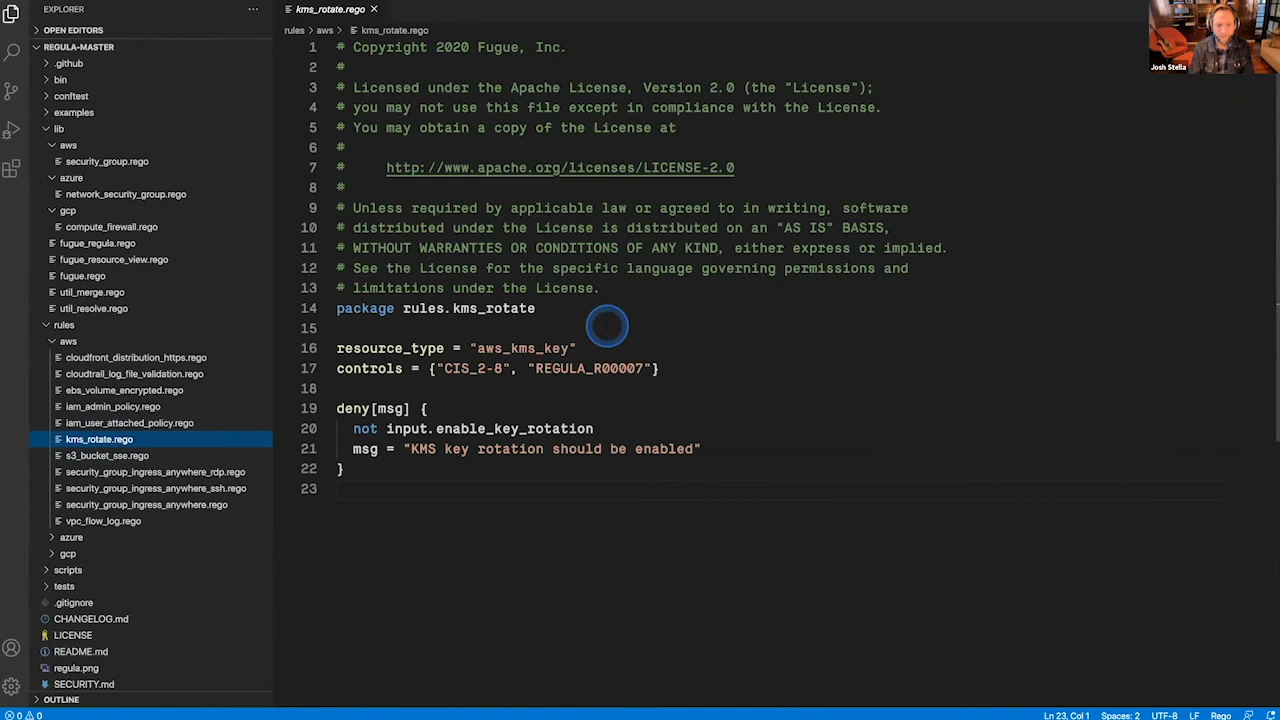 EXPLORER
...
kms_rotate.rego
OPEN EDITORS
REGULA-MASTER
.github
bin
conftest
examples
lib
aws
security_group.rego
azure
network_security_group.rego
gcp
compute_firewall.rego
fugue_regula.rego
fugue_resource_view.rego
fugue.rego
util_merge.rego
util_resolve.rego
rules
aws
cloudfront_distribution_https.rego
cloudtrail_log_file_validation.rego
ebs_volume_encrypted.rego
iam_admin_policy.rego
iam_user_attached_policy.rego
kms_rotate.rego
s3_bucket_sse.rego
security_group_ingress_anywhere_rdp.rego
security_group_ingress_anywhere_ssh.rego
security_group_ingress_anywhere.rego
vpc_flow_log.rego
azure
gcp
scripts
tests
.gitignore
CHANGELOG.md
LICENSE
README.md
regula.png
SECURITY.md
OUTLINE
rules > aws > kms_rotate.rego
1 # Copyright 2020 Fugue, Inc.
2 #
3 # Licensed under the Apache License, Version 2.0 (the "License");
4 # you may not use this file except in compliance with the License.
5 # You may obtain a copy of the License at
6 #
7 #     http://www.apache.org/licenses/LICENSE-2.0
8 #
9 # Unless required by applicable law or agreed to in writing, software
10 # distributed under the License is distributed on an "AS IS" BASIS,
11 # WITHOUT WARRANTIES OR CONDITIONS OF ANY KIND, either express or implied.
12 # See the License for the specific language governing permissions and
13 # limitations under the License.
14 package rules.kms_rotate
15
16 resource_type = "aws_kms_key"
17 controls = {"CIS_2-8", "REGULA_R00007"}
18
19 deny[msg] {
20   not input.enable_key_rotation
21   msg = "KMS key rotation should be enabled"
22 }
23
Josh Stella
0 0
Ln 23, Col 1 Spaces: 2 UTF-8 LF Rego